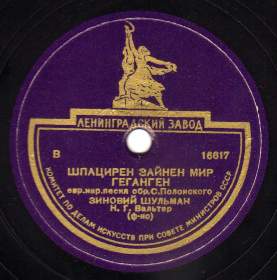 ЛЕНИНГРАДСКИЙ ЗАВОД
В 16617
ШПАЦИРЕН ЗАЙНЕН МИР
ГЕГАНГЕН
евр. нар. песня обр. С. Полонского
ЗИНОВИЙ ШУЛЬМАН
К. Г. Вальтер
(ф-но)
КОМИТЕТ ПО ДЕЛАМ ИСКУССТВ ПРИ СОВЕТЕ МИНИСТРОВ СССР